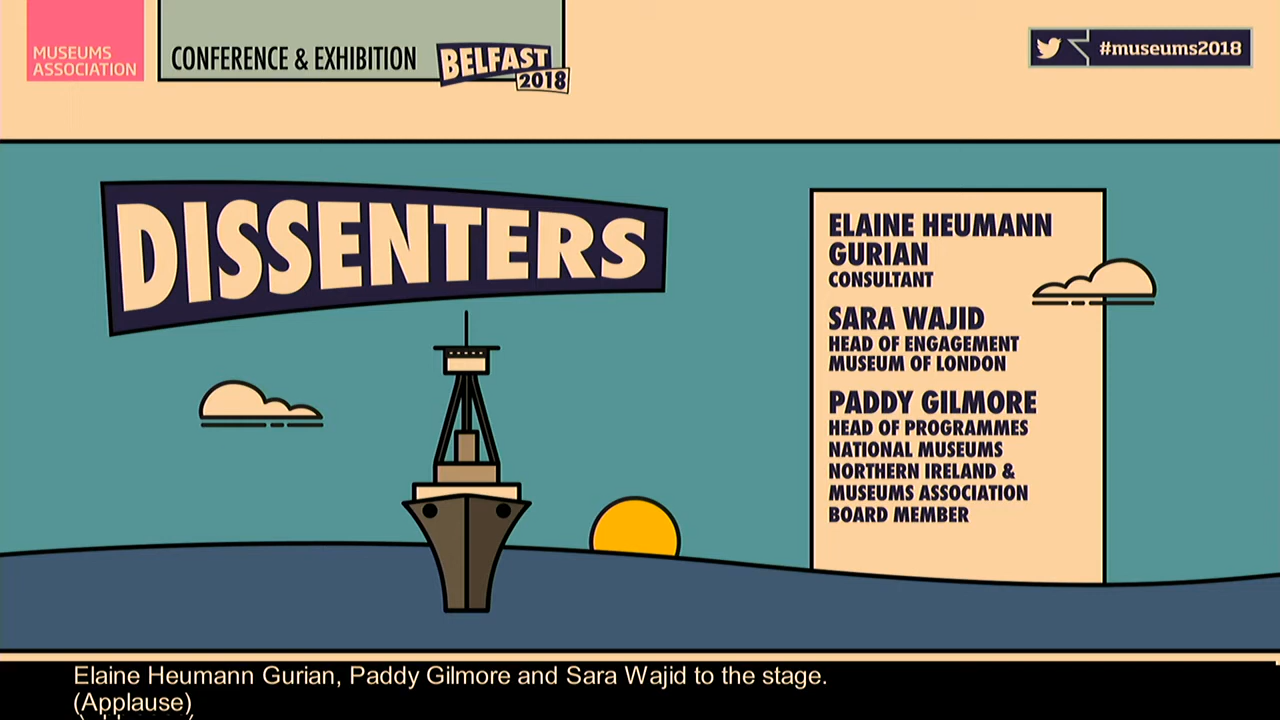 MUSEUMS
ASSOCIATION
CONFERENCE & EXHIBITION
BELFAST
2018
#museums2018
DISSENTERS
ELAINE HEUMANN
GURIAN
CONSULTANT
SARA WAJID
HEAD OF ENGAGEMENT
MUSEUM OF LONDON
PADDY GILMORE
HEAD OF PROGRAMMES
NATIONAL MUSEUMS
NORTHERN IRELAND &
MUSEUMS ASSOCIATION
BOARD MEMBER
Elaine Heumann Gurian, Paddy Gilmore and Sara Wajid to the stage.
(Applause)